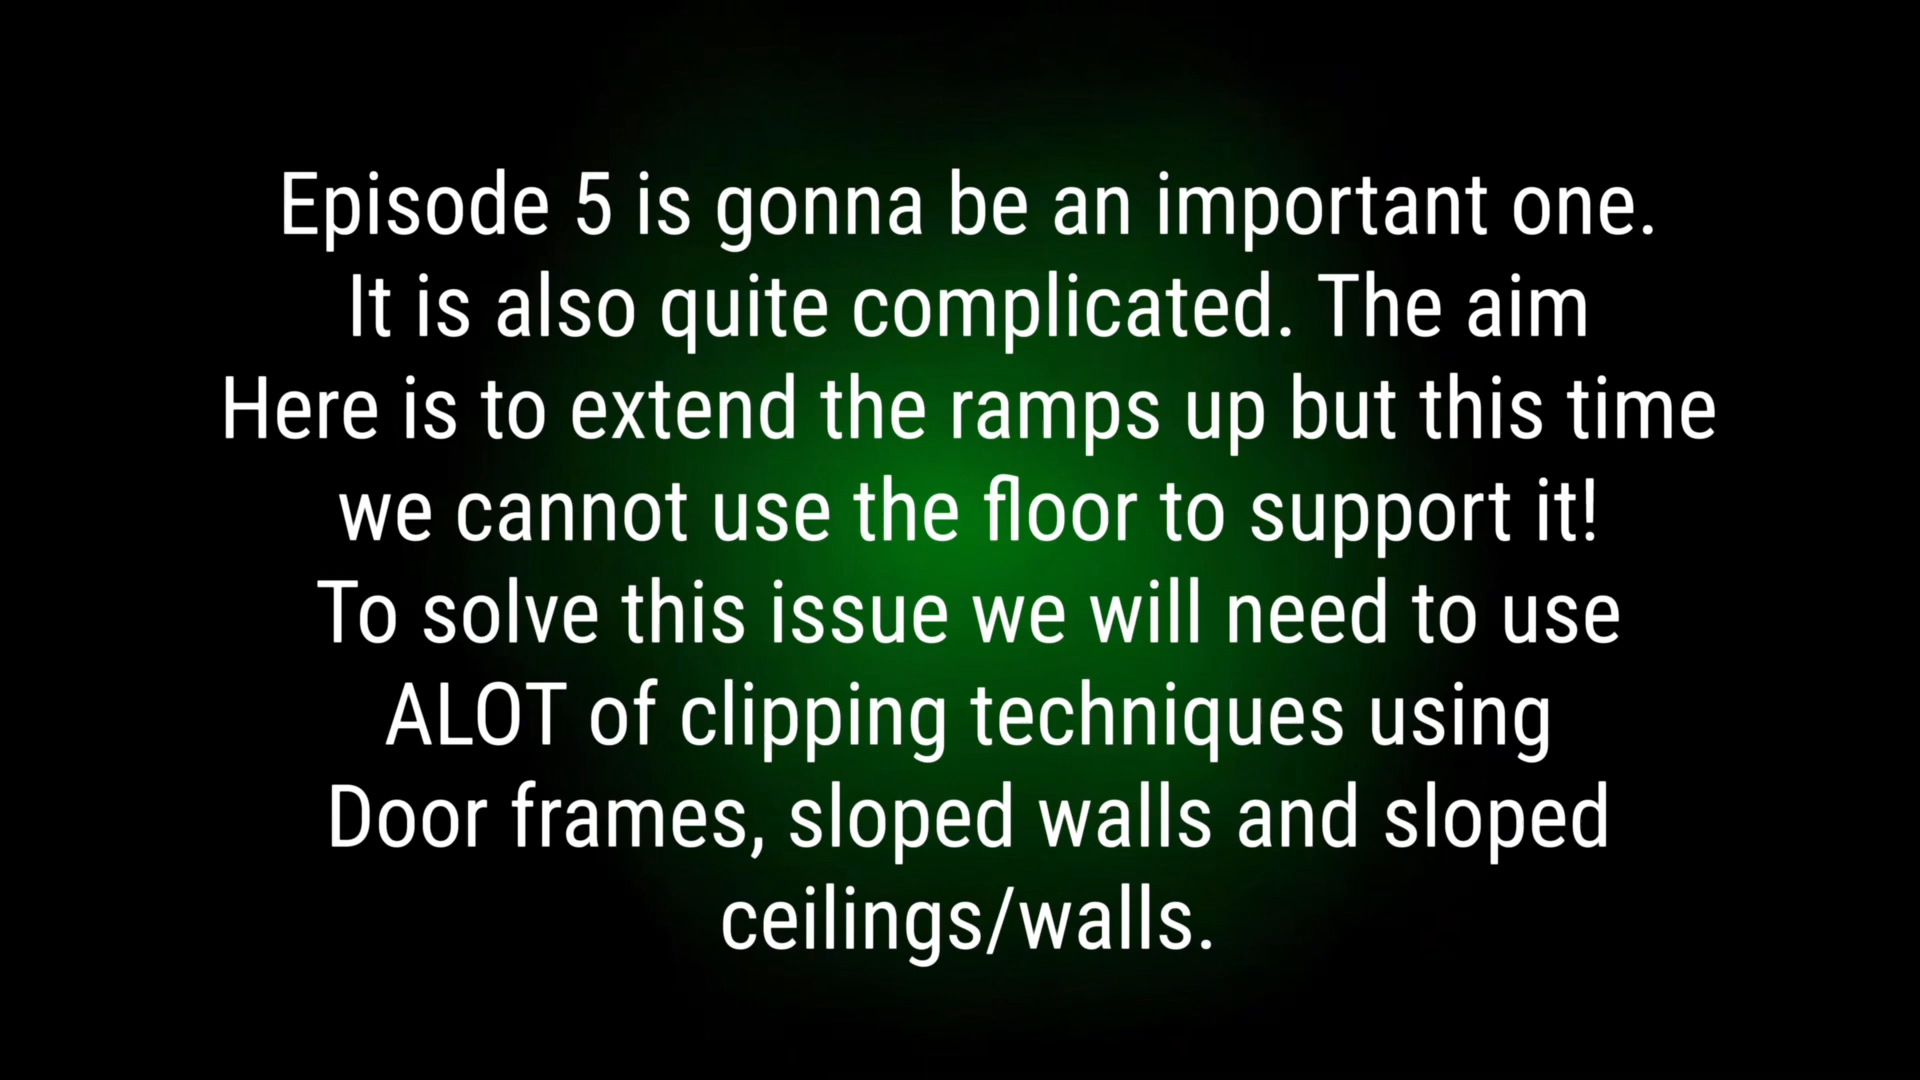 Episode 5 is gonna be an important one.
It is also quite complicated. The aim
Here is to extend the ramps up but this time
we cannot use the floor to support it!
To solve this issue we will need to use
ALOT of clipping techniques using
Door frames, sloped walls and sloped
ceilings/walls.